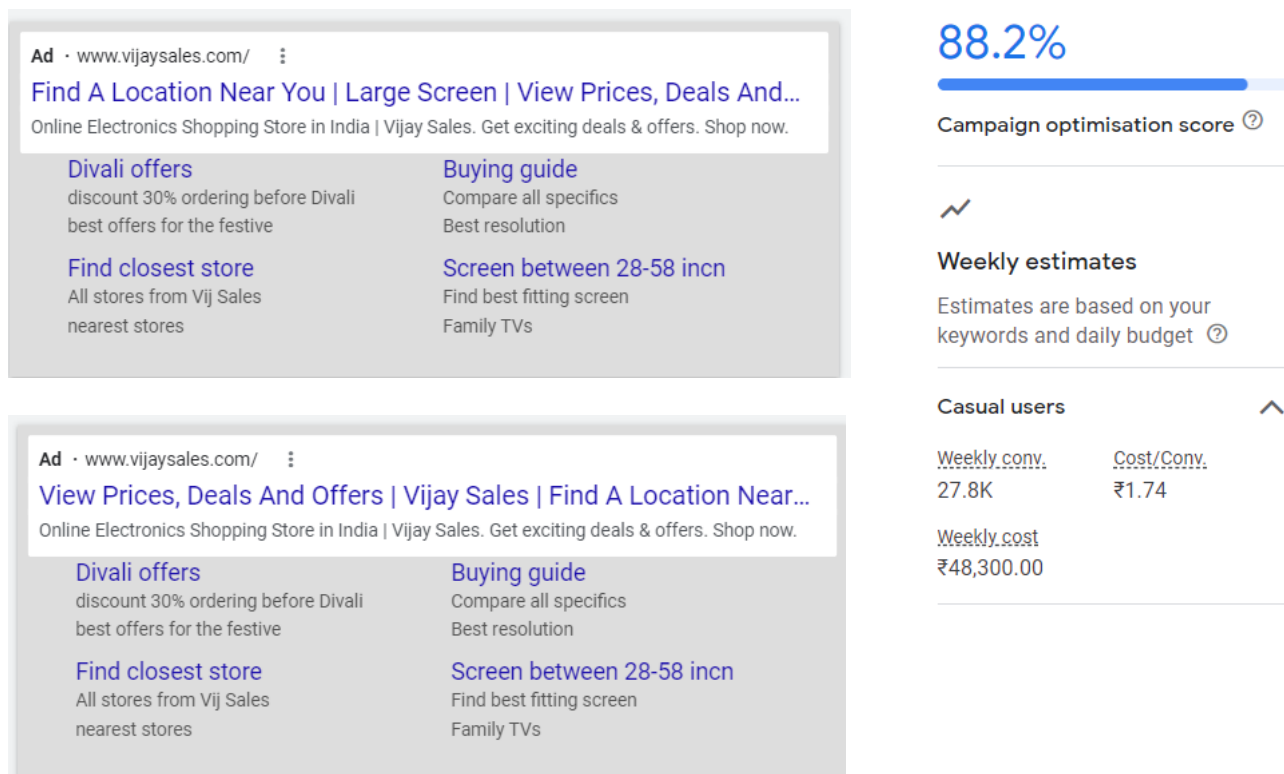 Ad · www.vijaysales.com/
Find A Location Near You | Large Screen | View Prices, Deals And...
Online Electronics Shopping Store in India | Vijay Sales. Get exciting deals & offers. Shop now.
Divali offers
discount 30% ordering before Divali
best offers for the festive
Buying guide
Compare all specifics
Best resolution
Find closest store
All stores from Vij Sales
nearest stores
Screen between 28-58 incn
Find best fitting screen
Family TVs
Ad · www.vijaysales.com/
View Prices, Deals And Offers | Vijay Sales | Find A Location Near...
Online Electronics Shopping Store in India | Vijay Sales. Get exciting deals & offers. Shop now.
Divali offers
discount 30% ordering before Divali
best offers for the festive
Buying guide
Compare all specifics
Best resolution
Find closest store
All stores from Vij Sales
nearest stores
Screen between 28-58 incn
Find best fitting screen
Family TVs
88.2%
Campaign optimisation score
Weekly estimates
Estimates are based on your
keywords and daily budget
Casual users
Weekly conv. Cost/Conv.
27.8K ₹1.74
Weekly cost
₹48,300.00